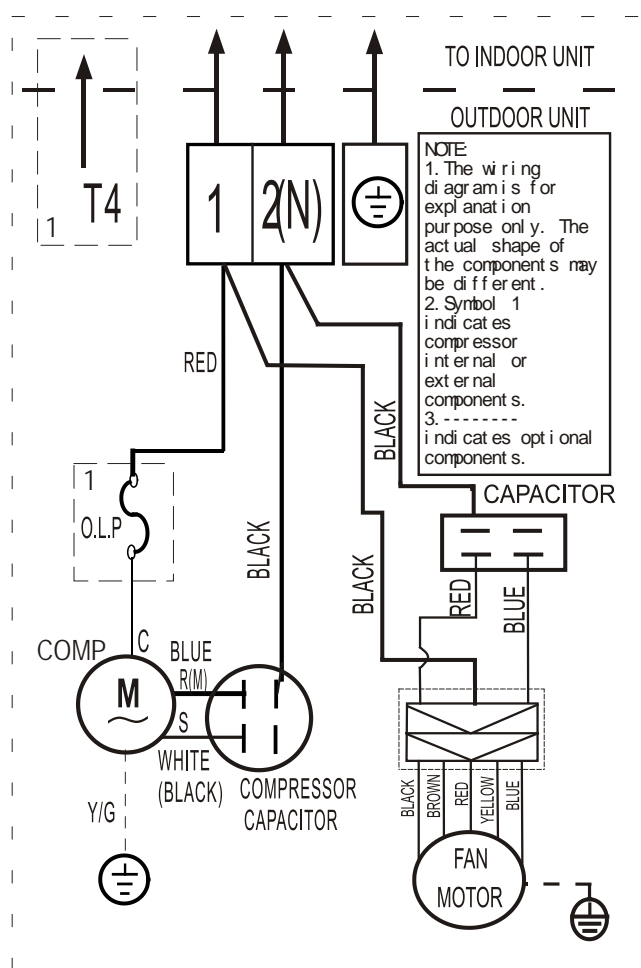 TO INDOOR UNIT
OUTDOOR UNIT
NOTE:
1. The wiring
diagram is for
explanation
purpose only. The
actual shape of
the components may
be different.
2. Symbol 1
indicates
compressor
internal or
external
components.
3. --------
indicates optional
components.
1 T4
1 2(N)
RED
BLACK
BLACK
BLACK
1
O.L.P
CAPACITOR
RED
BLUE
COMP
C
M
BLUE
R(M)
S
WHITE
(BLACK)
COMPRESSOR
CAPACITOR
Y/G
BLACK
BROWN
RED
YELLOW
BLUE
FAN
MOTOR